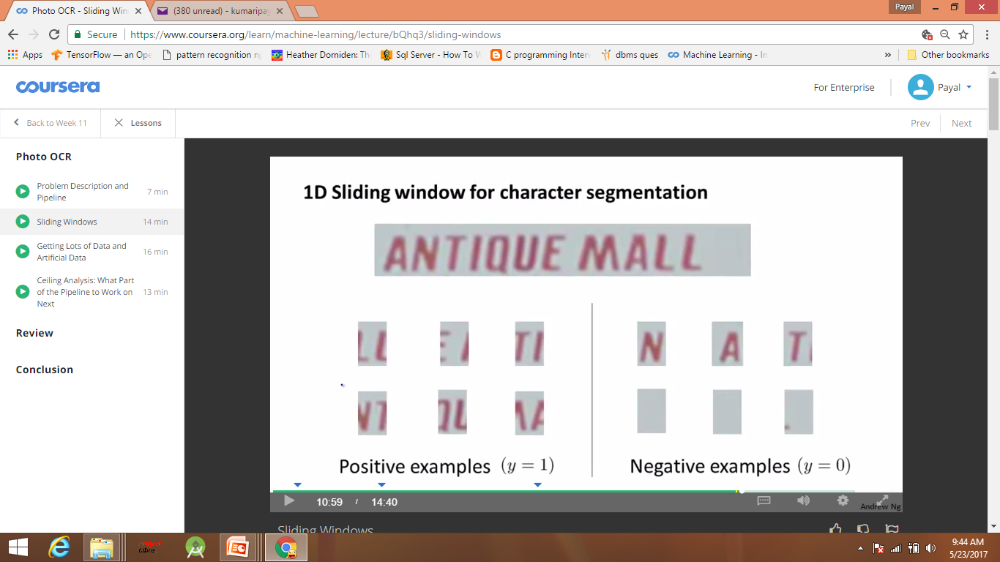 Photo OCR - Sliding Win
(380 unread) - kumaripay
Payal
Secure https://www.coursera.org/learn/machine-learning/lecture/bQhq3/sliding-windows
Apps TensorFlow — an Ope pattern recognition n Heather Dorniden: Th Sql Server - How To W C programming Inter dbms ques Machine Learning - In » Other bookmarks
coursera
For Enterprise
Payal
Back to Week 11
Lessons
Prev
Next
Photo OCR
Problem Description and
Pipeline
7 min
Sliding Windows
14 min
Getting Lots of Data and
Artificial Data
16 min
Ceiling Analysis: What Part
of the Pipeline to Work on
Next
13 min
Review
Conclusion
1D Sliding window for character segmentation
ANTIQUE MALL
LL E A TI
N A T
NT QU MA
Positive examples (y = 1)
Negative examples (y = 0)
10:59 / 14:40
Andrew Ng
Sliding Windows
9:44 AM
5/23/2017